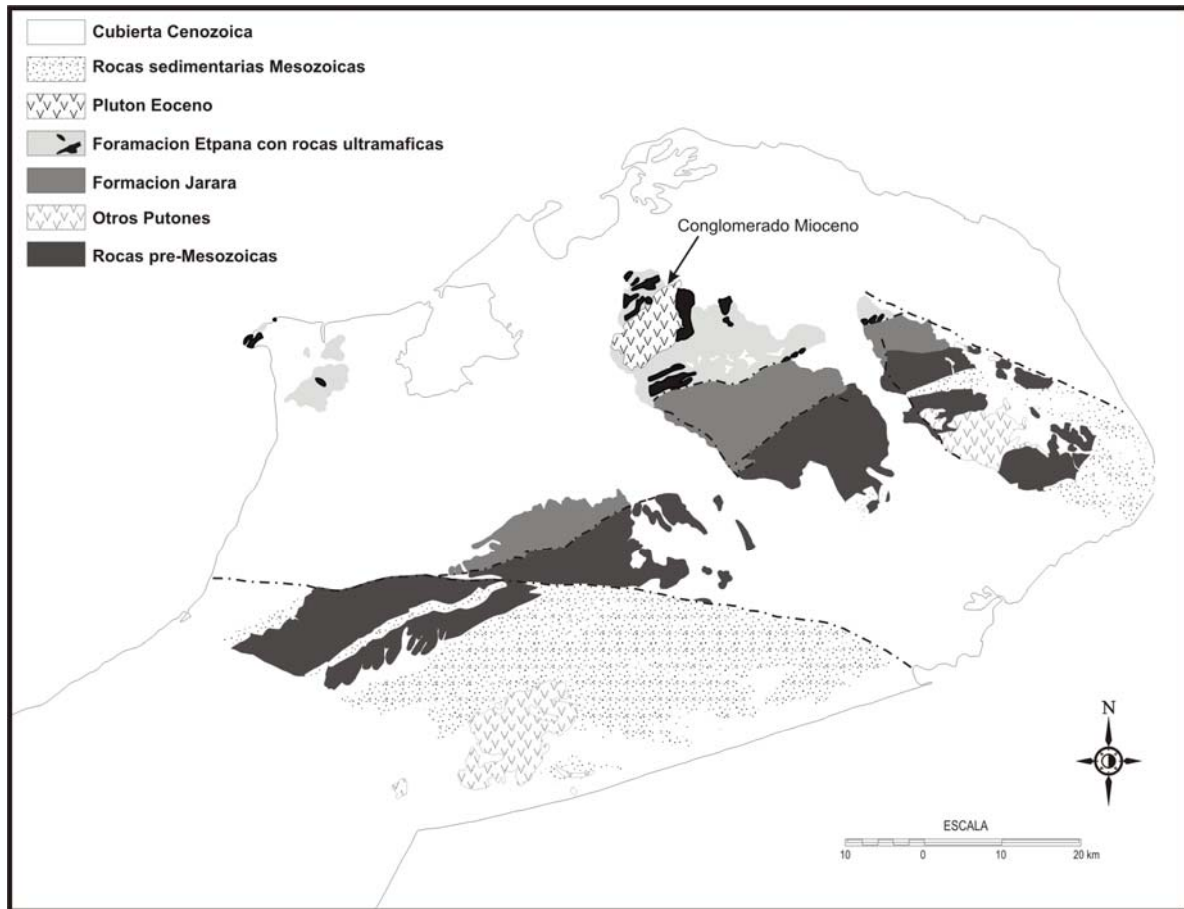 Cubierta Cenozoica
Rocas sedimentarias Mesozoicas
Pluton Eoceno
Foramacion Etpana con rocas ultramaficas
Formacion Jarara
Otros Putones
Rocas pre-Mesozoicas
Conglomerado Mioceno
N
ESCALA
10 0 10 20 km